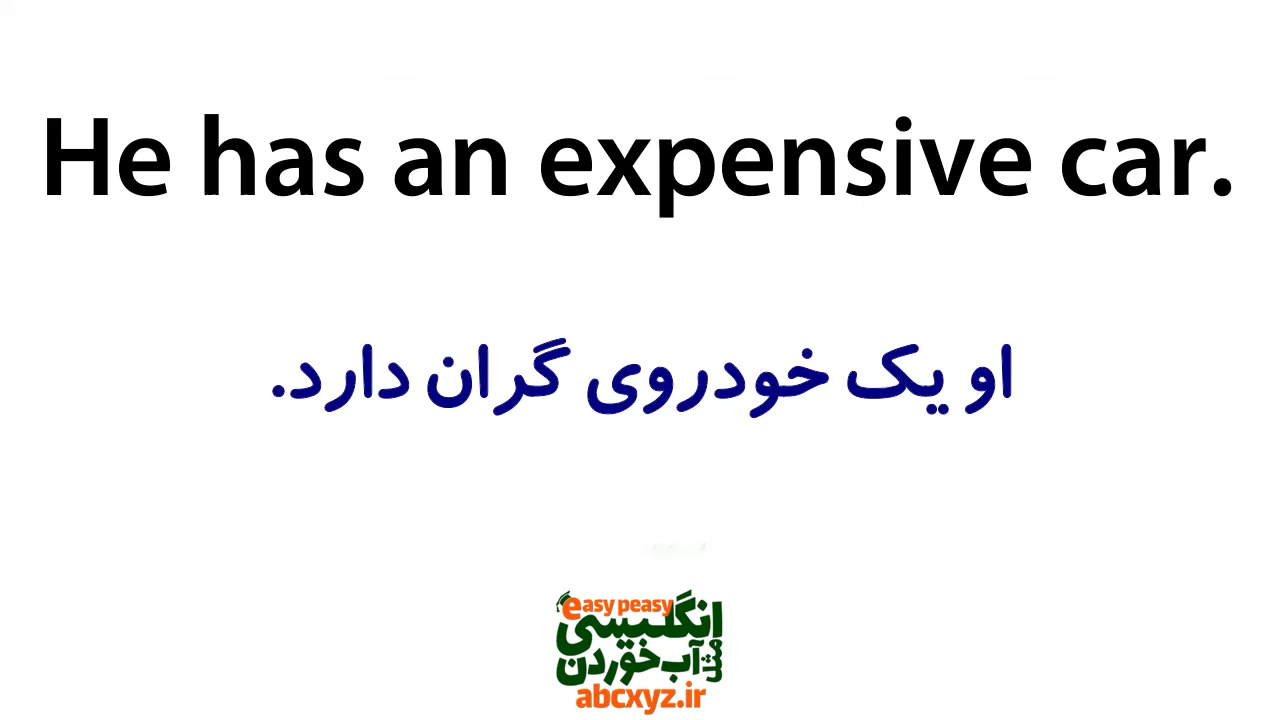 He has an expensive car.
او یک خودروی گران دارد.
easy peasy
انگلیسی
مثل آب خوردن
abcxyz.ir